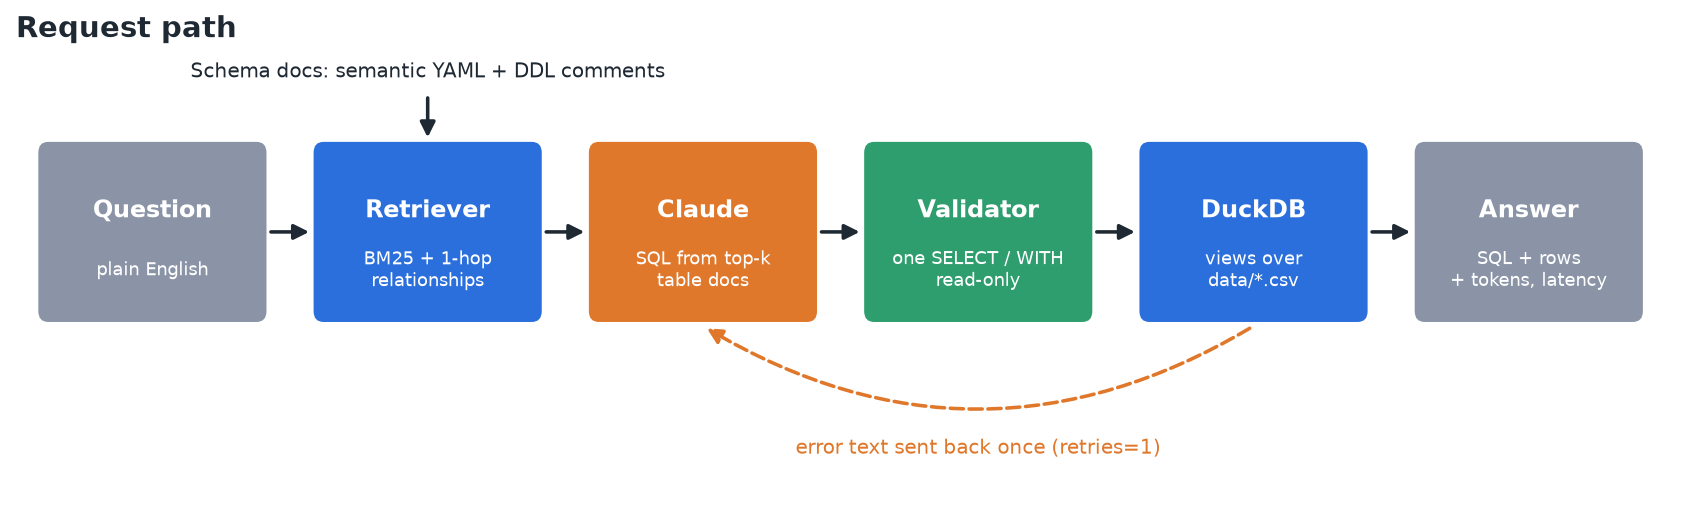 Request path
Schema docs: semantic YAML + DDL comments
Question
plain English
Retriever
BM25 + 1-hop
relationships
Claude
SQL from top-k
table docs
Validator
one SELECT / WITH
read-only
DuckDB
views over
data/*.csv
Answer
SQL + rows
+ tokens, latency
error text sent back once (retries=1)